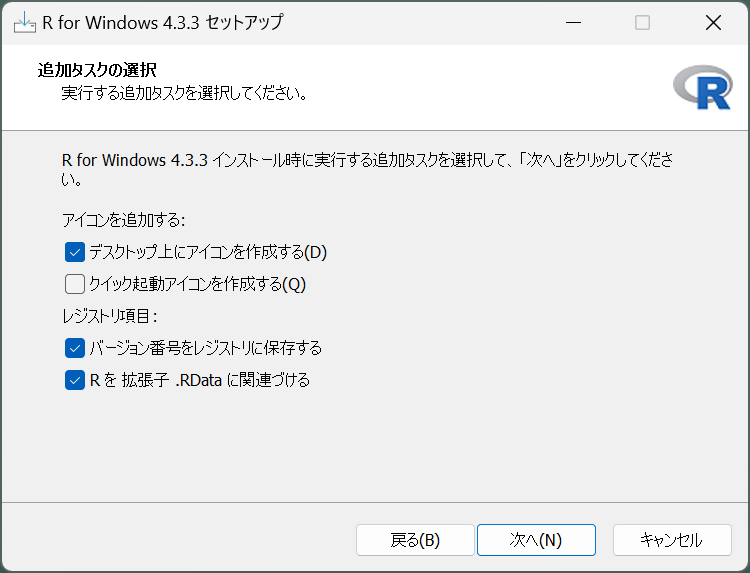 R for Windows 4.3.3 セットアップ
追加タスクの選択
実行する追加タスクを選択してください。
R
R for Windows 4.3.3 インストール時に実行する追加タスクを選択して、「次へ」をクリックしてくださ
い。
アイコンを追加する:
デスクトップ上にアイコンを作成する(D)
クイック起動アイコンを作成する(Q)
レジストリ項目:
バージョン番号をレジストリに保存する
R を 拡張子 .RData に関連づける
戻る(B)
次へ(N)
キャンセル